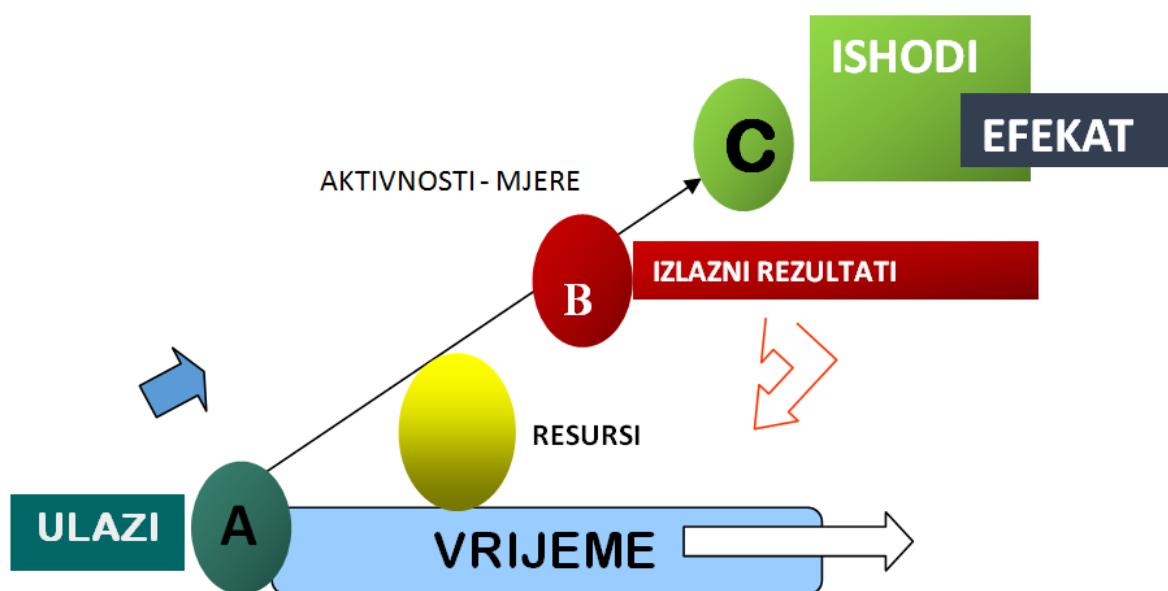 ISHODI
C
EFEKAT
AKTIVNOSTI - MJERE
B
IZLAZNI REZULTATI
RESURSI
ULAZI
A
VRIJEME